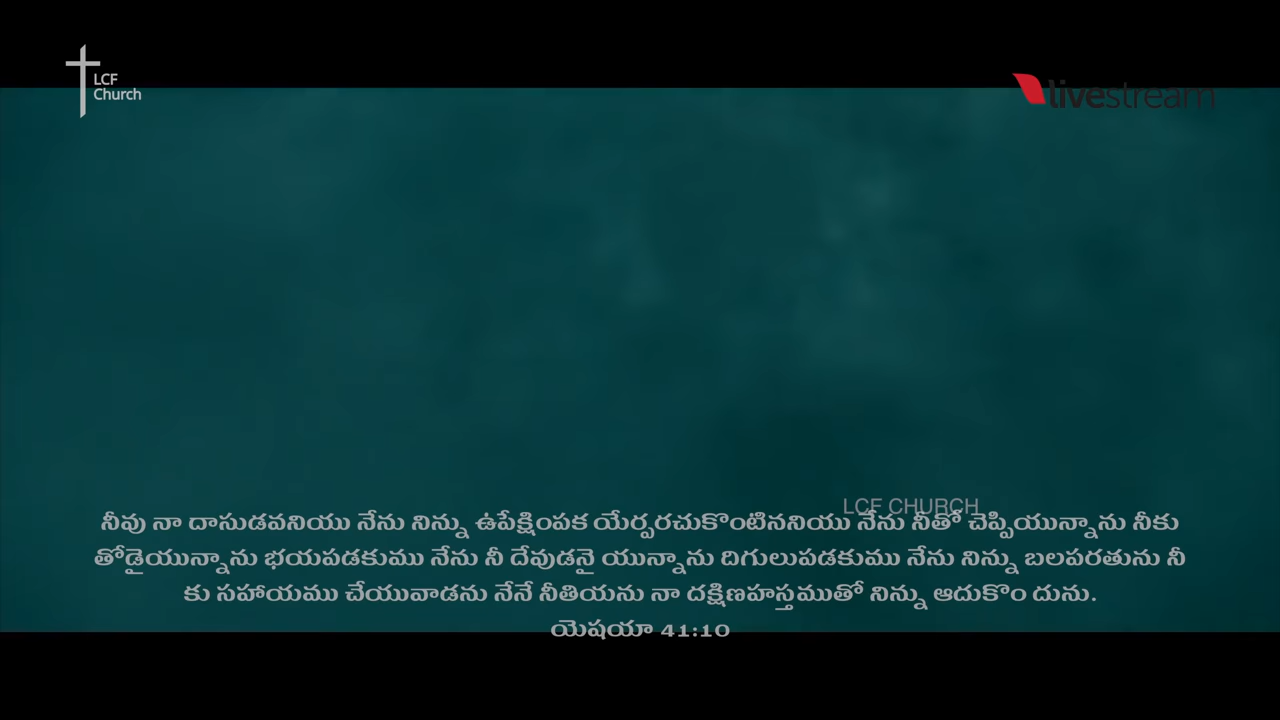 LCF
Church
livestream
LCF CHURCH
నీవు నా దాసుడవనియు నేను నిన్ను ఉపేక్షింపక యేర్పరచుకొంటిననియు నేను నీతో చెప్పియున్నాను నీకు
తోడైయున్నాను భయపడకుము నేను నీ దేవుడనై యున్నాను దిగులుపడకుము నేను నిన్ను బలపరతును నీ
కు సహాయము చేయువాడను నేనే నీతియను నా దక్షిణహస్తముతో నిన్ను ఆదుకొం దును.
యెషయా 41:10